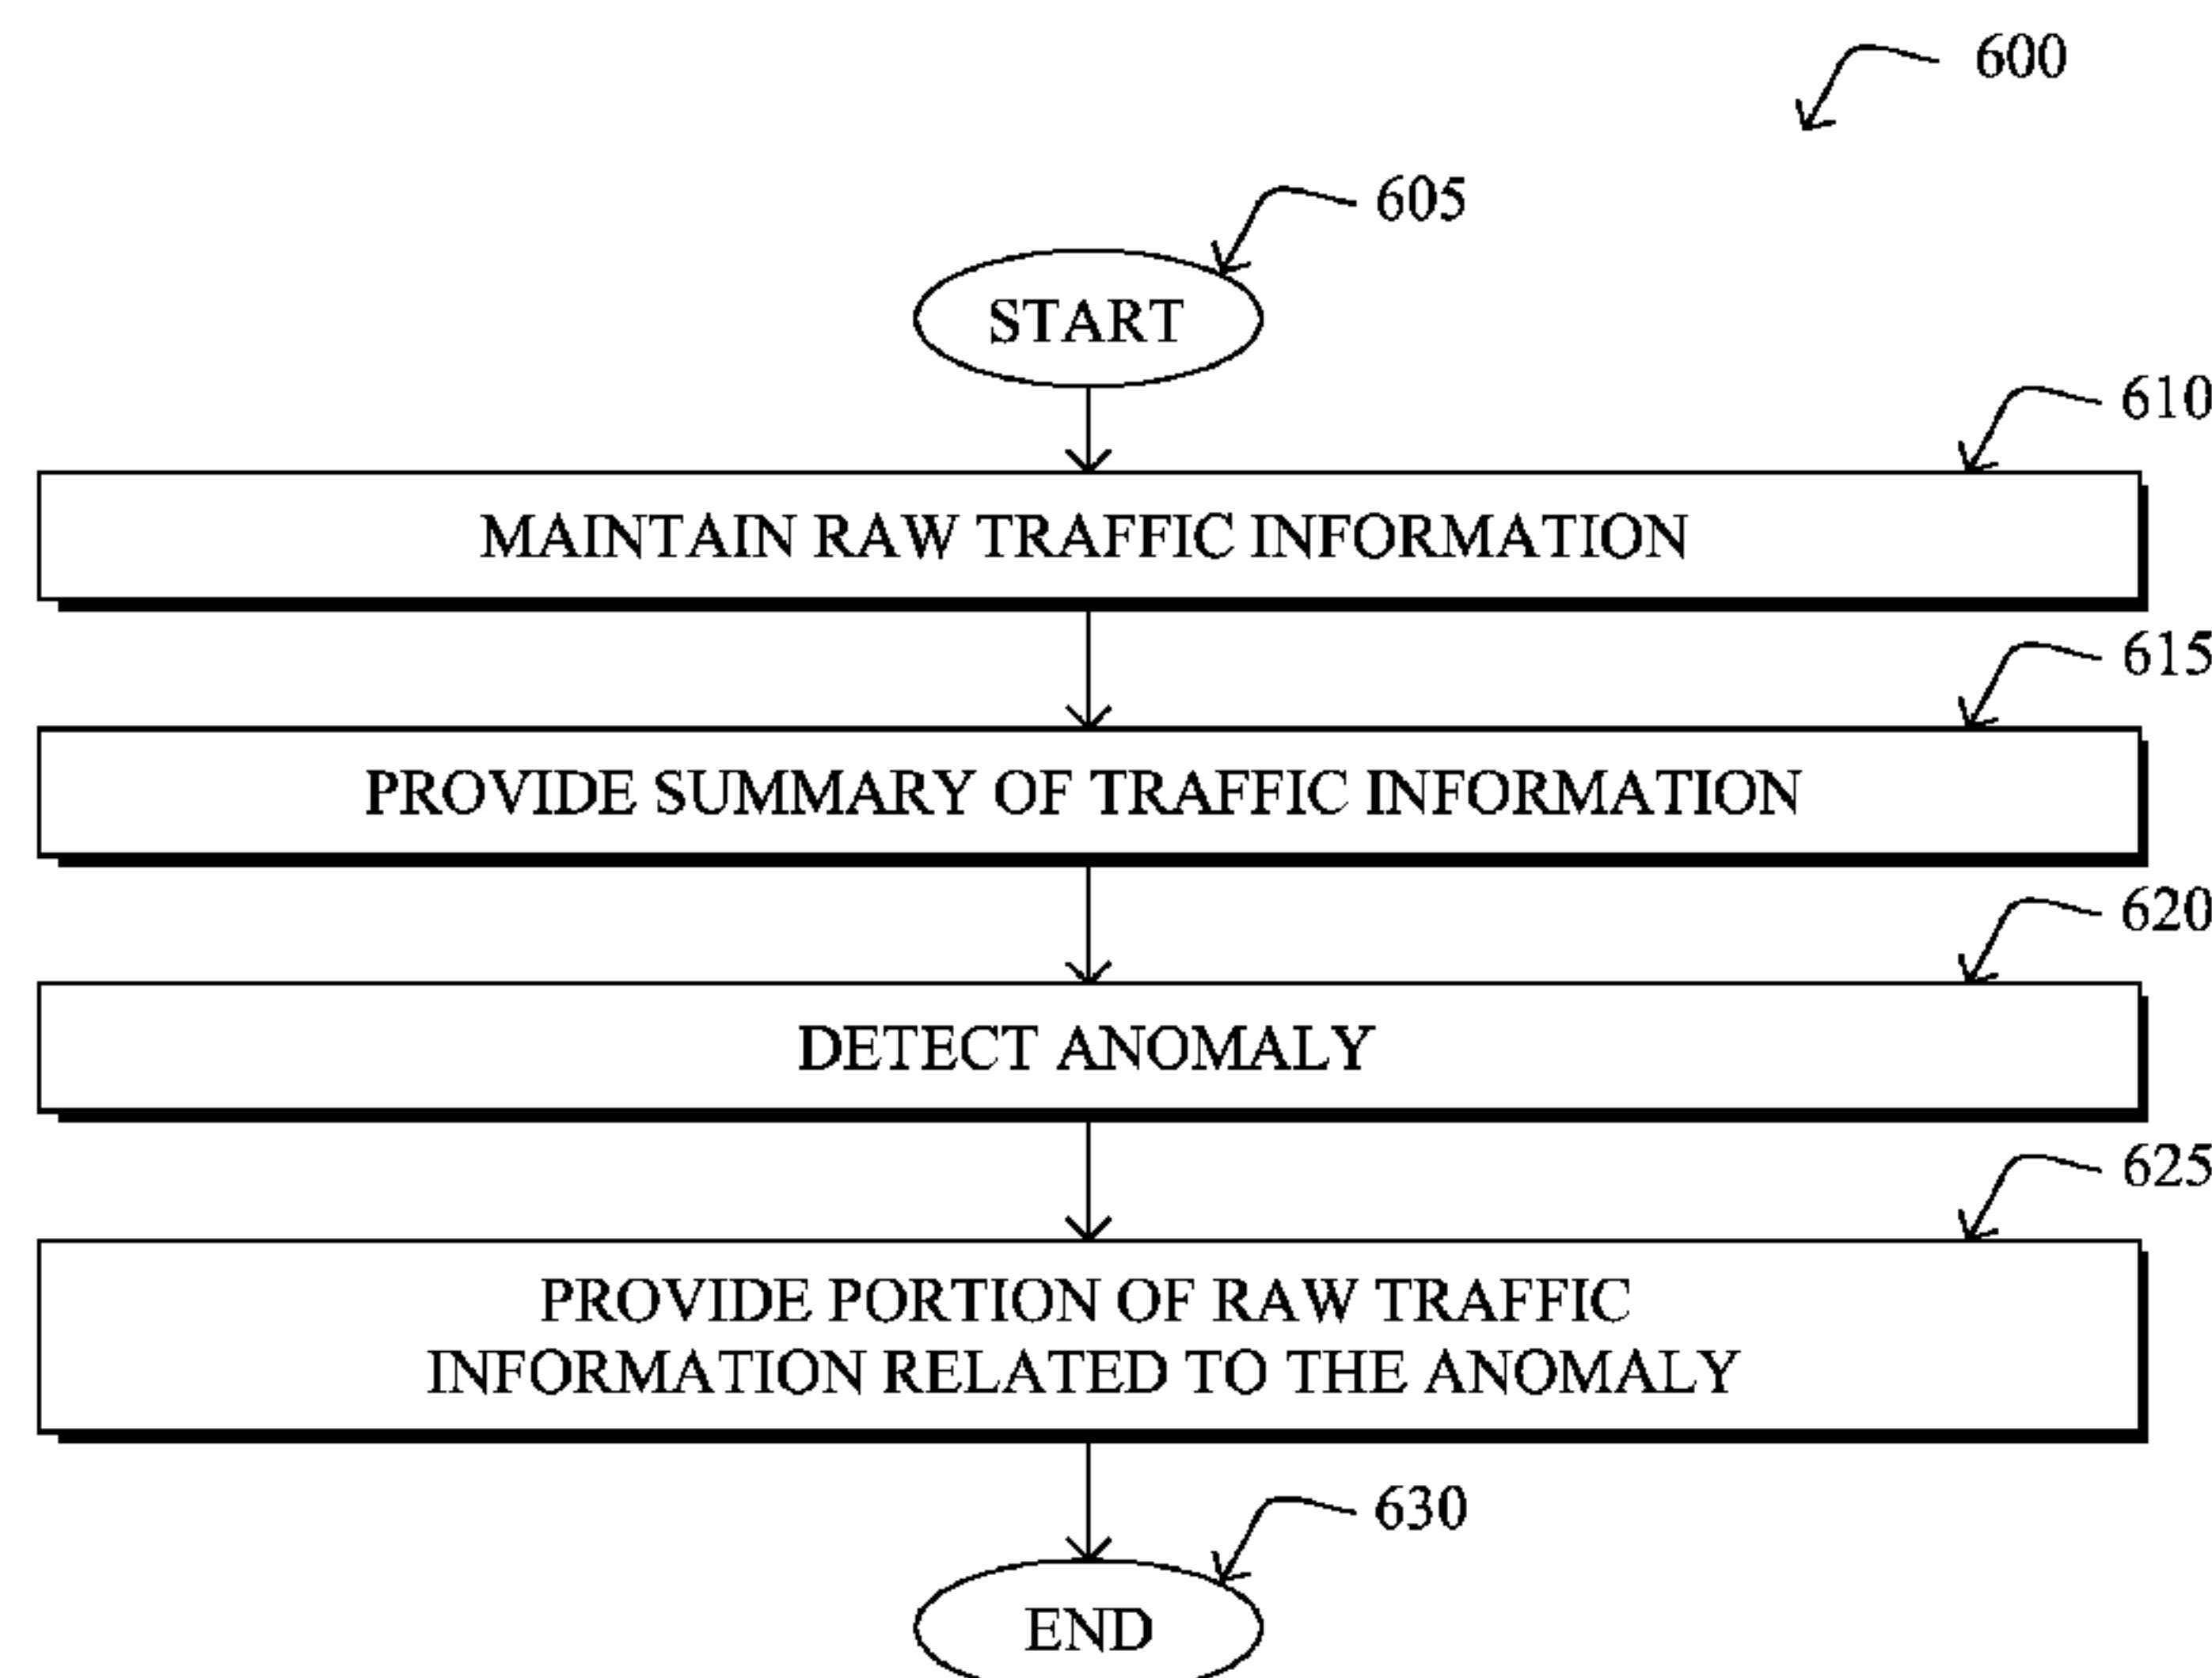 600
605
START
610
MAINTAIN RAW TRAFFIC INFORMATION
615
PROVIDE SUMMARY OF TRAFFIC INFORMATION
620
DETECT ANOMALY
625
PROVIDE PORTION OF RAW TRAFFIC
INFORMATION RELATED TO THE ANOMALY
630
END